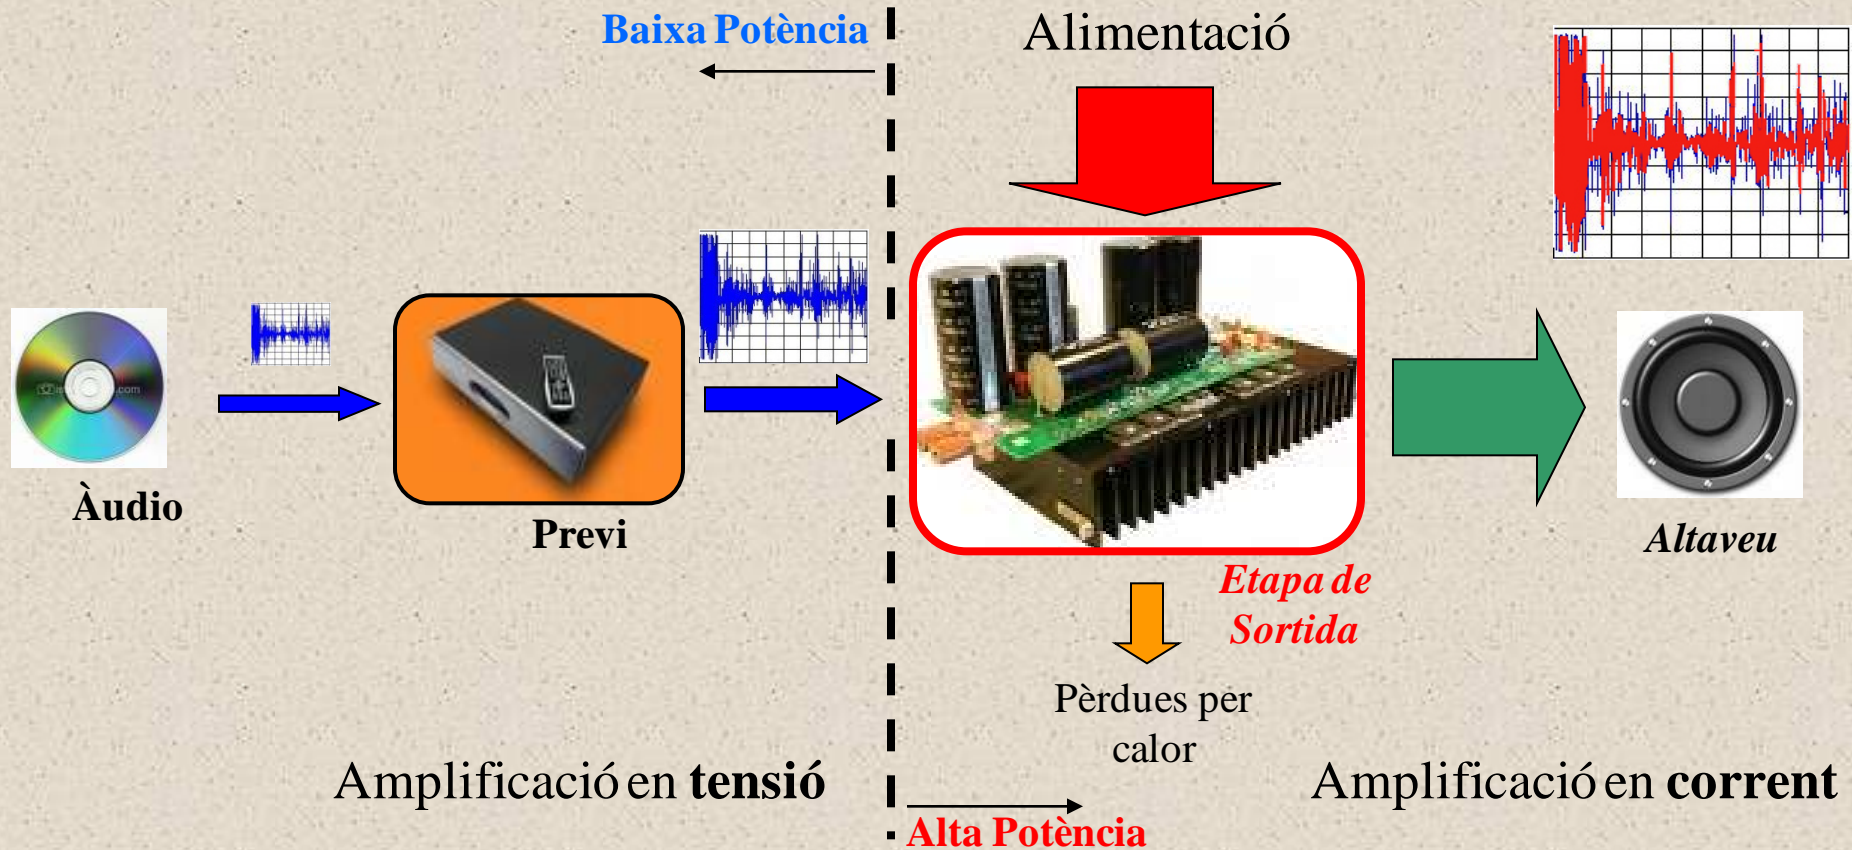 Baixa Potència
Alimentació
Àudio
Previ
Altaveu
Etapa de
Sortida
Pèrdues per
calor
Amplificació en tensió
Amplificació en corrent
Alta Potència